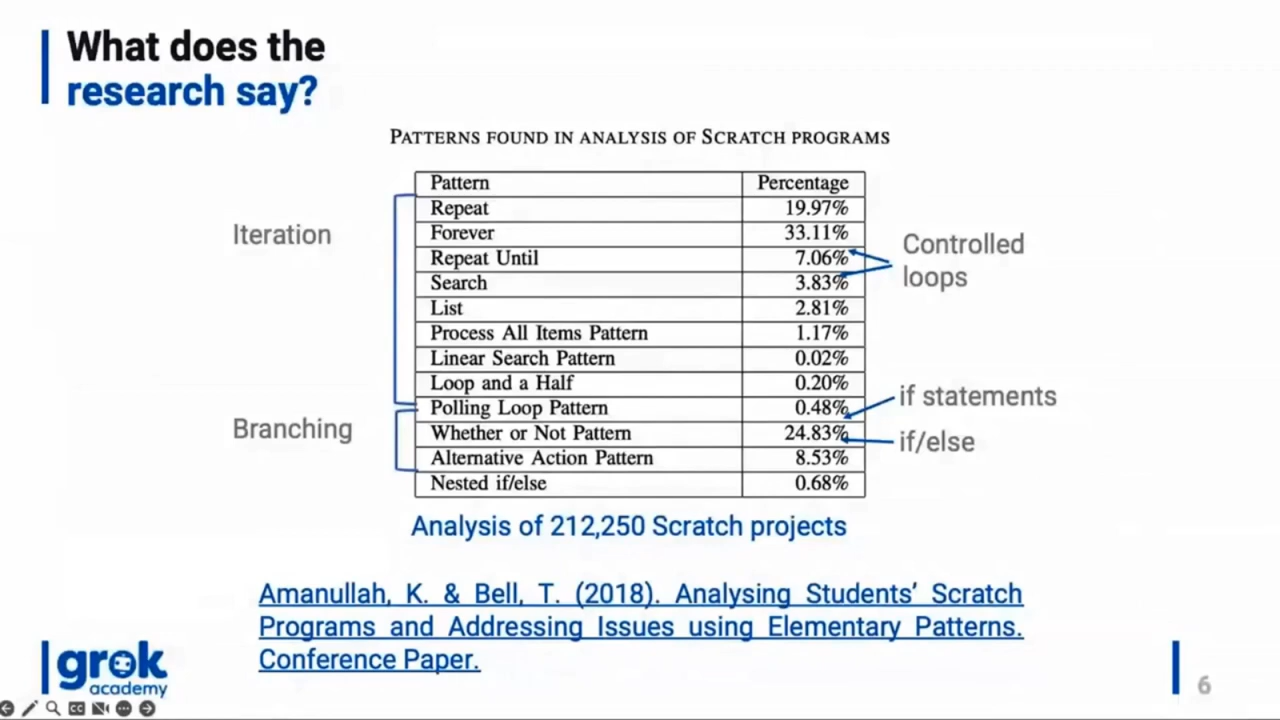 What does the
research say?
PATTERNS FOUND IN ANALYSIS OF SCRATCH PROGRAMS
Pattern Percentage
Repeat 19.97%
Forever 33.11%
Repeat Until 7.06%
Search 3.83%
List 2.81%
Process All Items Pattern 1.17%
Linear Search Pattern 0.02%
Loop and a Half 0.20%
Polling Loop Pattern 0.48%
Whether or Not Pattern 24.83%
Alternative Action Pattern 8.53%
Nested if/else 0.68%
Iteration
Branching
Controlled
loops
if statements
if/else
Analysis of 212,250 Scratch projects
Amanullah, K. & Bell, T. (2018). Analysing Students’ Scratch
Programs and Addressing Issues using Elementary Patterns.
Conference Paper.
grok
academy
CC
6